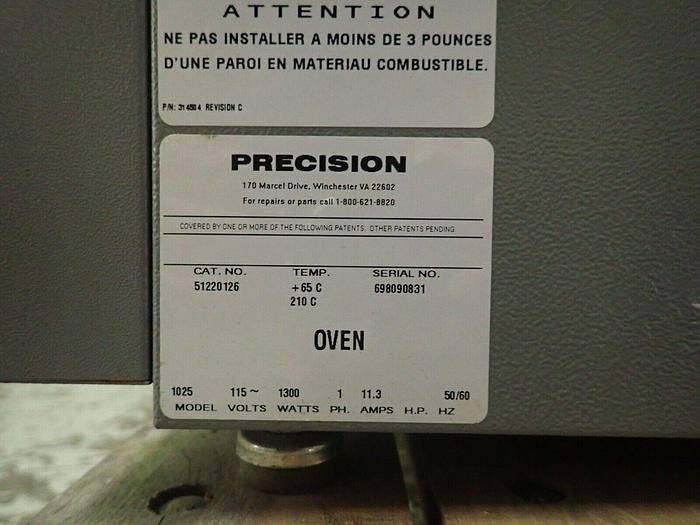 ATTENTION
NE PAS INSTALLER A MOINS DE 3 POUNCES
D'UNE PAROI EN MATERIAU COMBUSTIBLE.
P/N: 314504 REVISION C
PRECISION
170 Marcel Drive, Winchester VA 22602
For repairs or parts call 1-800-621-8820
COVERED BY ONE OR MORE OF THE FOLLOWING PATENTS. OTHER PATENTS PENDING
CAT. NO. TEMP. SERIAL NO.
51220126 +65 C 698090831
210 C
OVEN
1025 115~ 1300 1 11.3 50/60
MODEL VOLTS WATTS PH. AMPS H.P. HZ